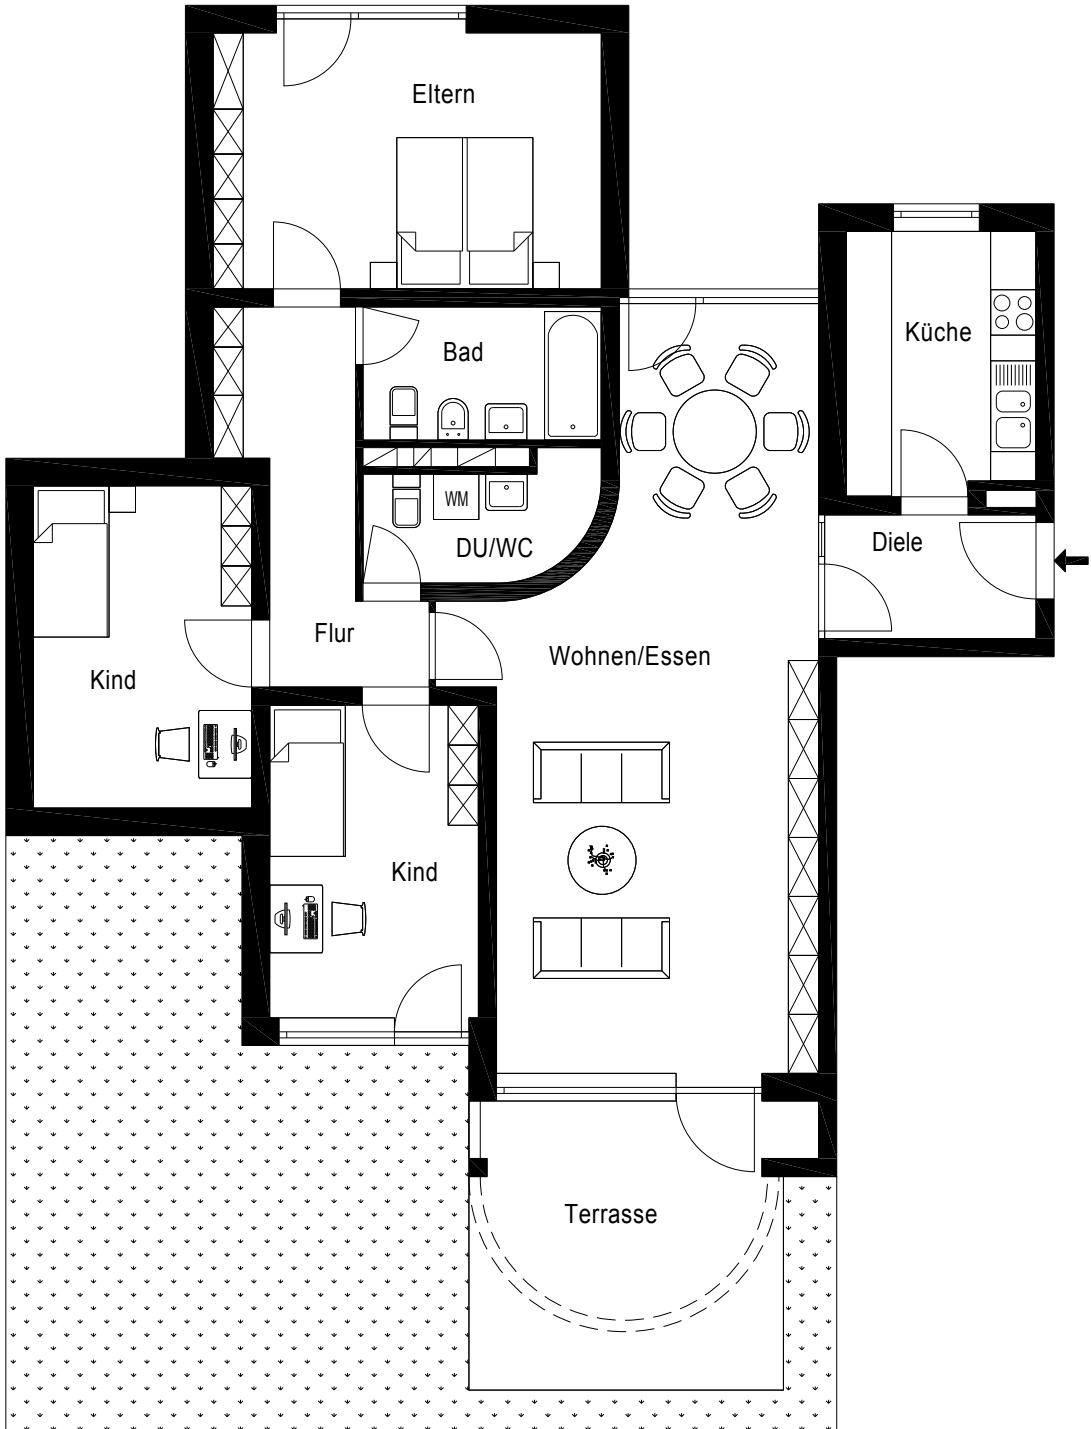 Eltern
Küche
Bad
WM
DU/WC
Diele
Flur
Wohnen/Essen
Kind
Kind
Terrasse